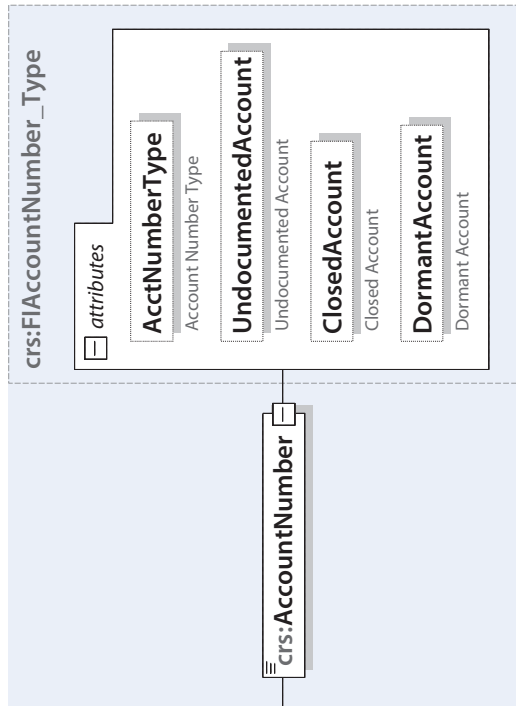 crs:FIAccountNumber_Type
attributes
AcctNumberType
Account Number Type
UndocumentedAccount
Undocumented Account
ClosedAccount
Closed Account
DormantAccount
Dormant Account
crs:AccountNumber